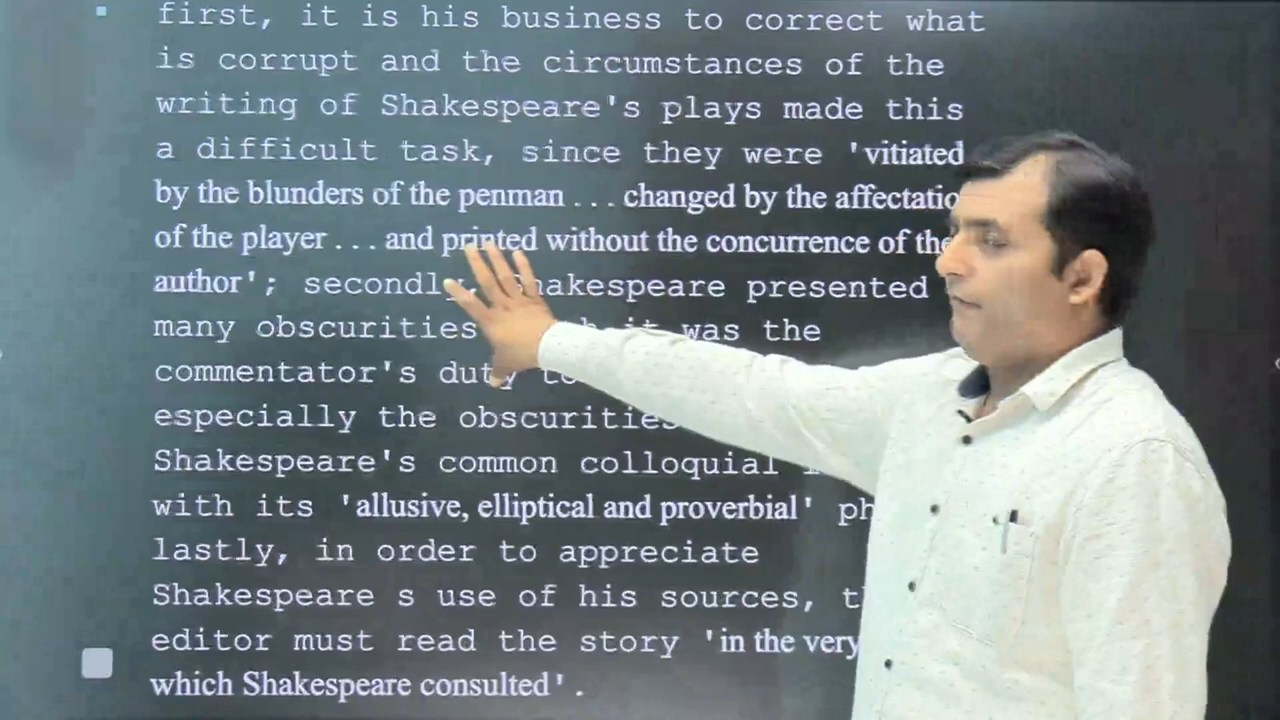 first, it is his business to correct what
is corrupt and the circumstances of the
writing of Shakespeare's plays made this
a difficult task, since they were 'vitiated
by the blunders of the penman ... changed by the
of the player ... and printed without the concurrence of the
author'; secondly, Shakespeare presented
many obscurities it was the
commentator's duty
especially the
Shakespeare's common colloquial
with its 'allusive, elliptical and proverbial'
lastly, in order to appreciate
Shakespeare s use of his sources,
editor must read the story 'in the very
which Shakespeare consulted'.